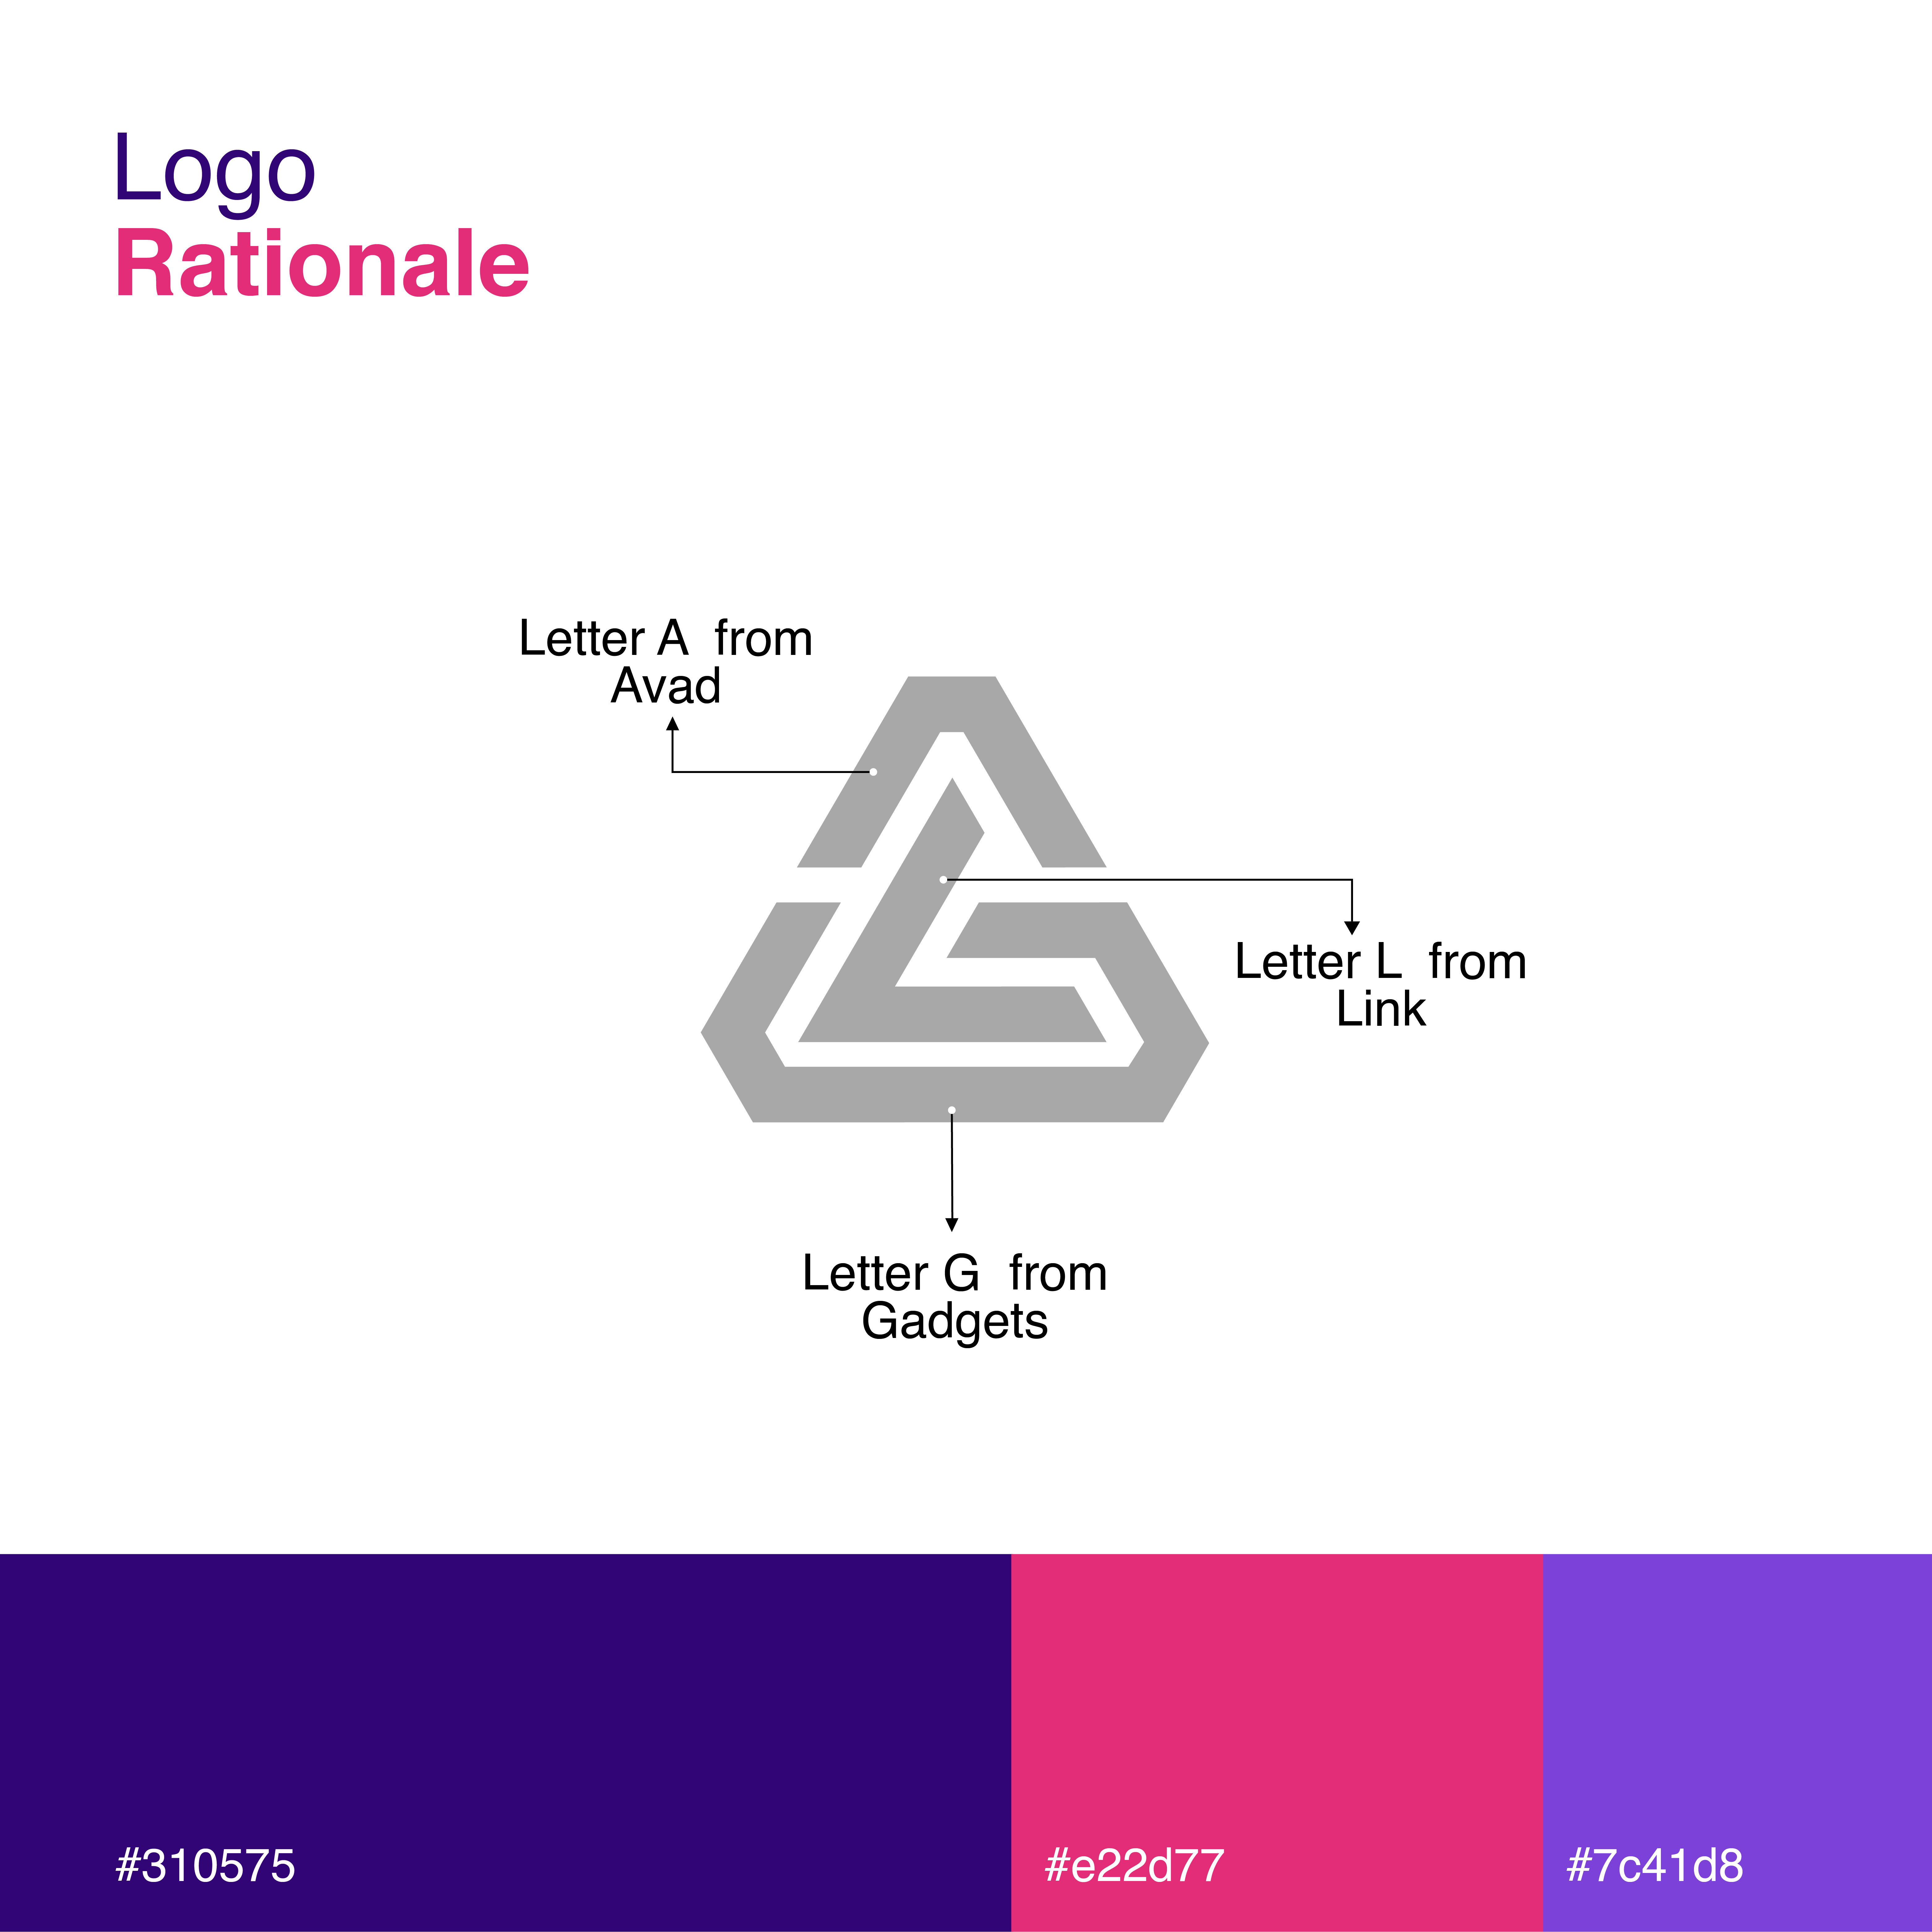 Logo
Rationale
Letter A  from
Avad
Letter L  from
Link
Letter G  from
Gadgets
#310575
#e22d77
#7c41d8